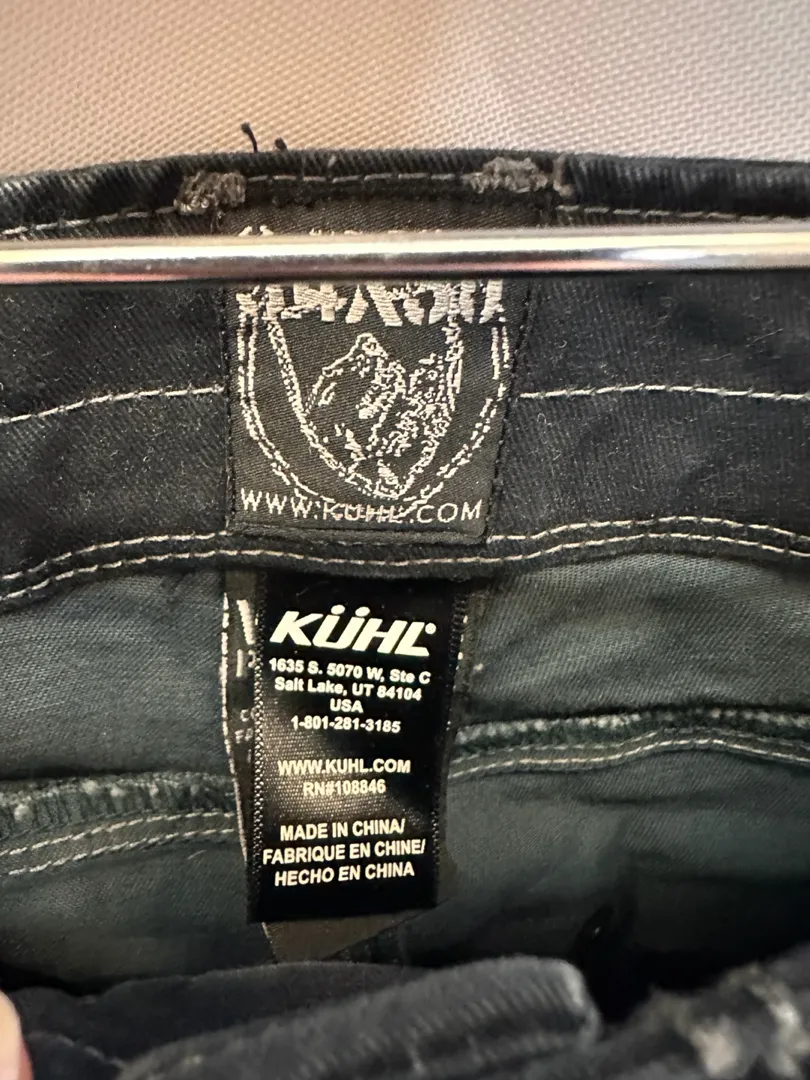 WWW.KUHL.COM
KÜHL
1635 S. 5070 W, Ste C
Salt Lake, UT 84104
USA
1-801-281-3185
WWW.KUHL.COM
RN#108846
MADE IN CHINA/
FABRIQUE EN CHINE/
HECHO EN CHINA